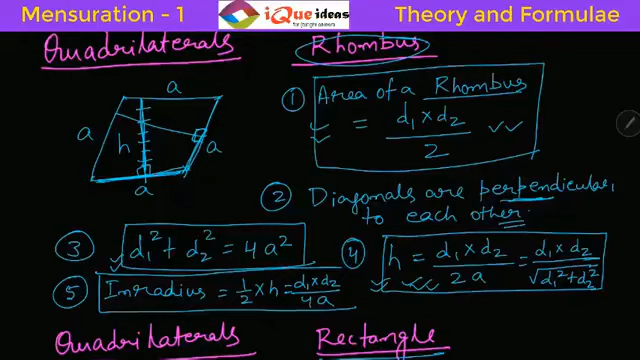 Mensuration - 1
iQue ideas
Theory and Formulae
Quadrilaterals
Rhombus
a
a
h
a
a
① Area of a Rhombus
= d₁ × d₂ / 2
② Diagonals are perpendicular
to each other.
③ d₁² + d₂² = 4a²
④ h = d₁ × d₂ / 2a = d₁ × d₂ / √d₁² + d₂²
⑤ Inradius = 1/2 × h = d₁ × d₂ / 4a
Quadrilaterals
Rectangle